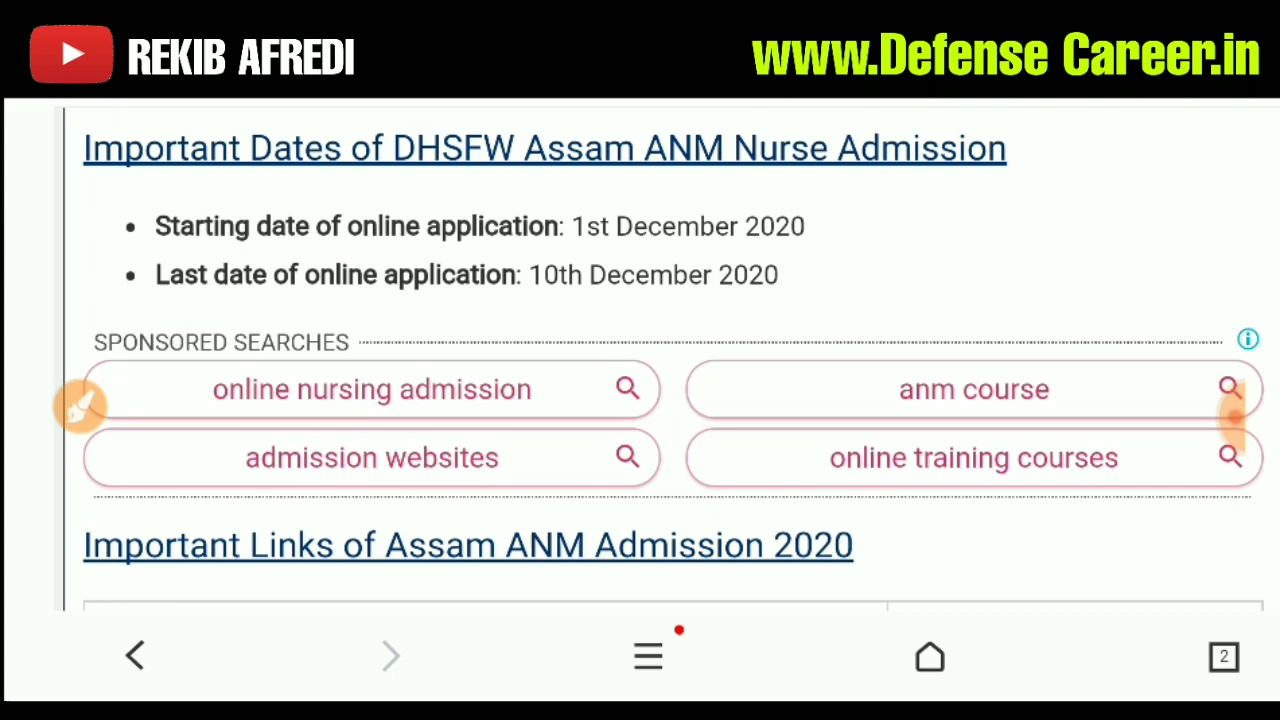 REKIB AFREDI
www.Defense Career.in
Important Dates of DHSFW Assam ANM Nurse Admission
• Starting date of online application: 1st December 2020
• Last date of online application: 10th December 2020
SPONSORED SEARCHES
online nursing admission
anm course
admission websites
online training courses
Important Links of Assam ANM Admission 2020
2